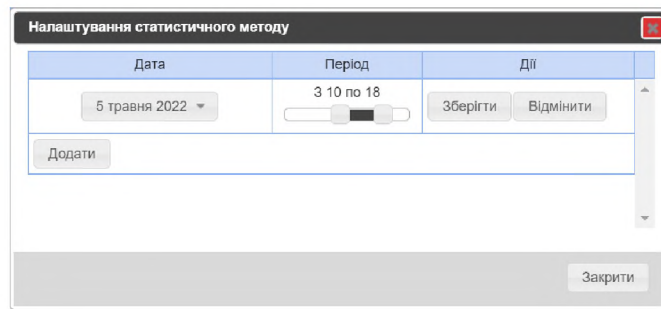 Налаштування статистичного методу
Дата Період Дії
5 травня 2022 З 10 по 18 Зберігти Відмінити
Додати
Закрити